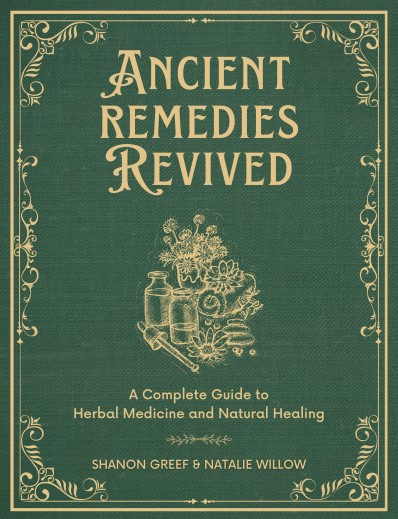 ANCIENT
REMEDIES
REVIVED
A Complete Guide to
Herbal Medicine and Natural Healing
SHANON GREEF & NATALIE WILLOW